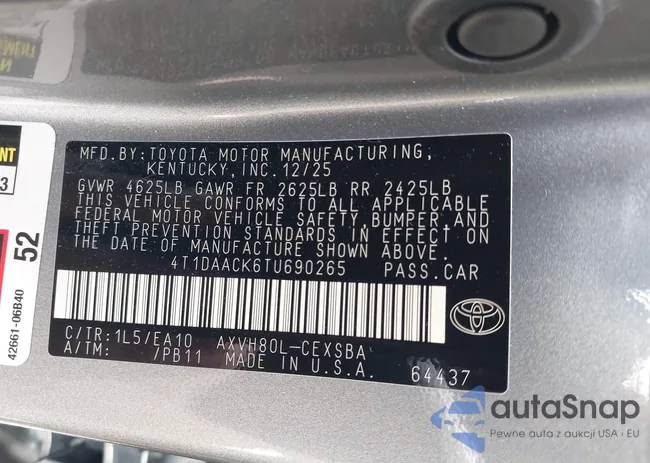 MFD.BY:TOYOTA MOTOR MANUFACTURING,
KENTUCKY, INC. 12/25
GVWR 4625LB GAWR FR 2625LB RR 2425LB
THIS VEHICLE CONFORMS TO ALL APPLICABLE
FEDERAL MOTOR VEHICLE SAFETY, BUMPER, AND
THEFT PREVENTION STANDARDS IN EFFECT ON
THE DATE OF MANUFACTURE SHOWN ABOVE.
4T1DAACK6TU690265 PASS.CAR
C/TR:1L5/EA10 AXVH80L-CEXSBA
A/TM: /PB11 MADE IN U.S.A. 64437
3
52
42661-06B40
autaSnap
Pewne auta z aukcji USA i EU